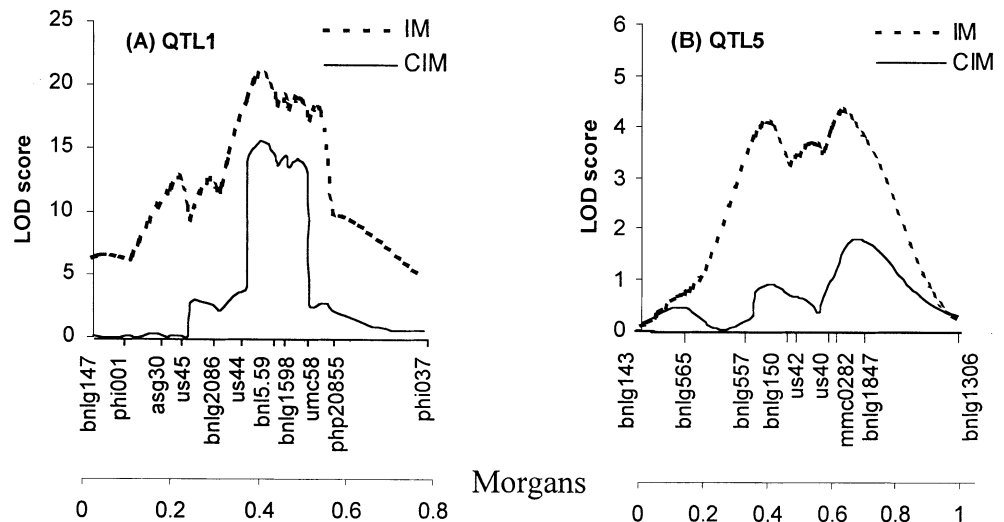 (A) QTL1
IM
CIM
LOD score
25
20
15
10
5
0
bnlg147
phi001
asg30
us45
bnlg2086
us44
bnl5.59
bnlg1598
umc58
php20855
phi037
0 0.2 0.4 0.6 0.8
(B) QTL5
IM
CIM
LOD score
6
5
4
3
2
1
0
bnlg143
bnlg565
bnlg557
bnlg150
us42
us40
mmc0282
bnlg1847
bnlg1306
0 0.2 0.4 0.6 0.8 1
Morgans